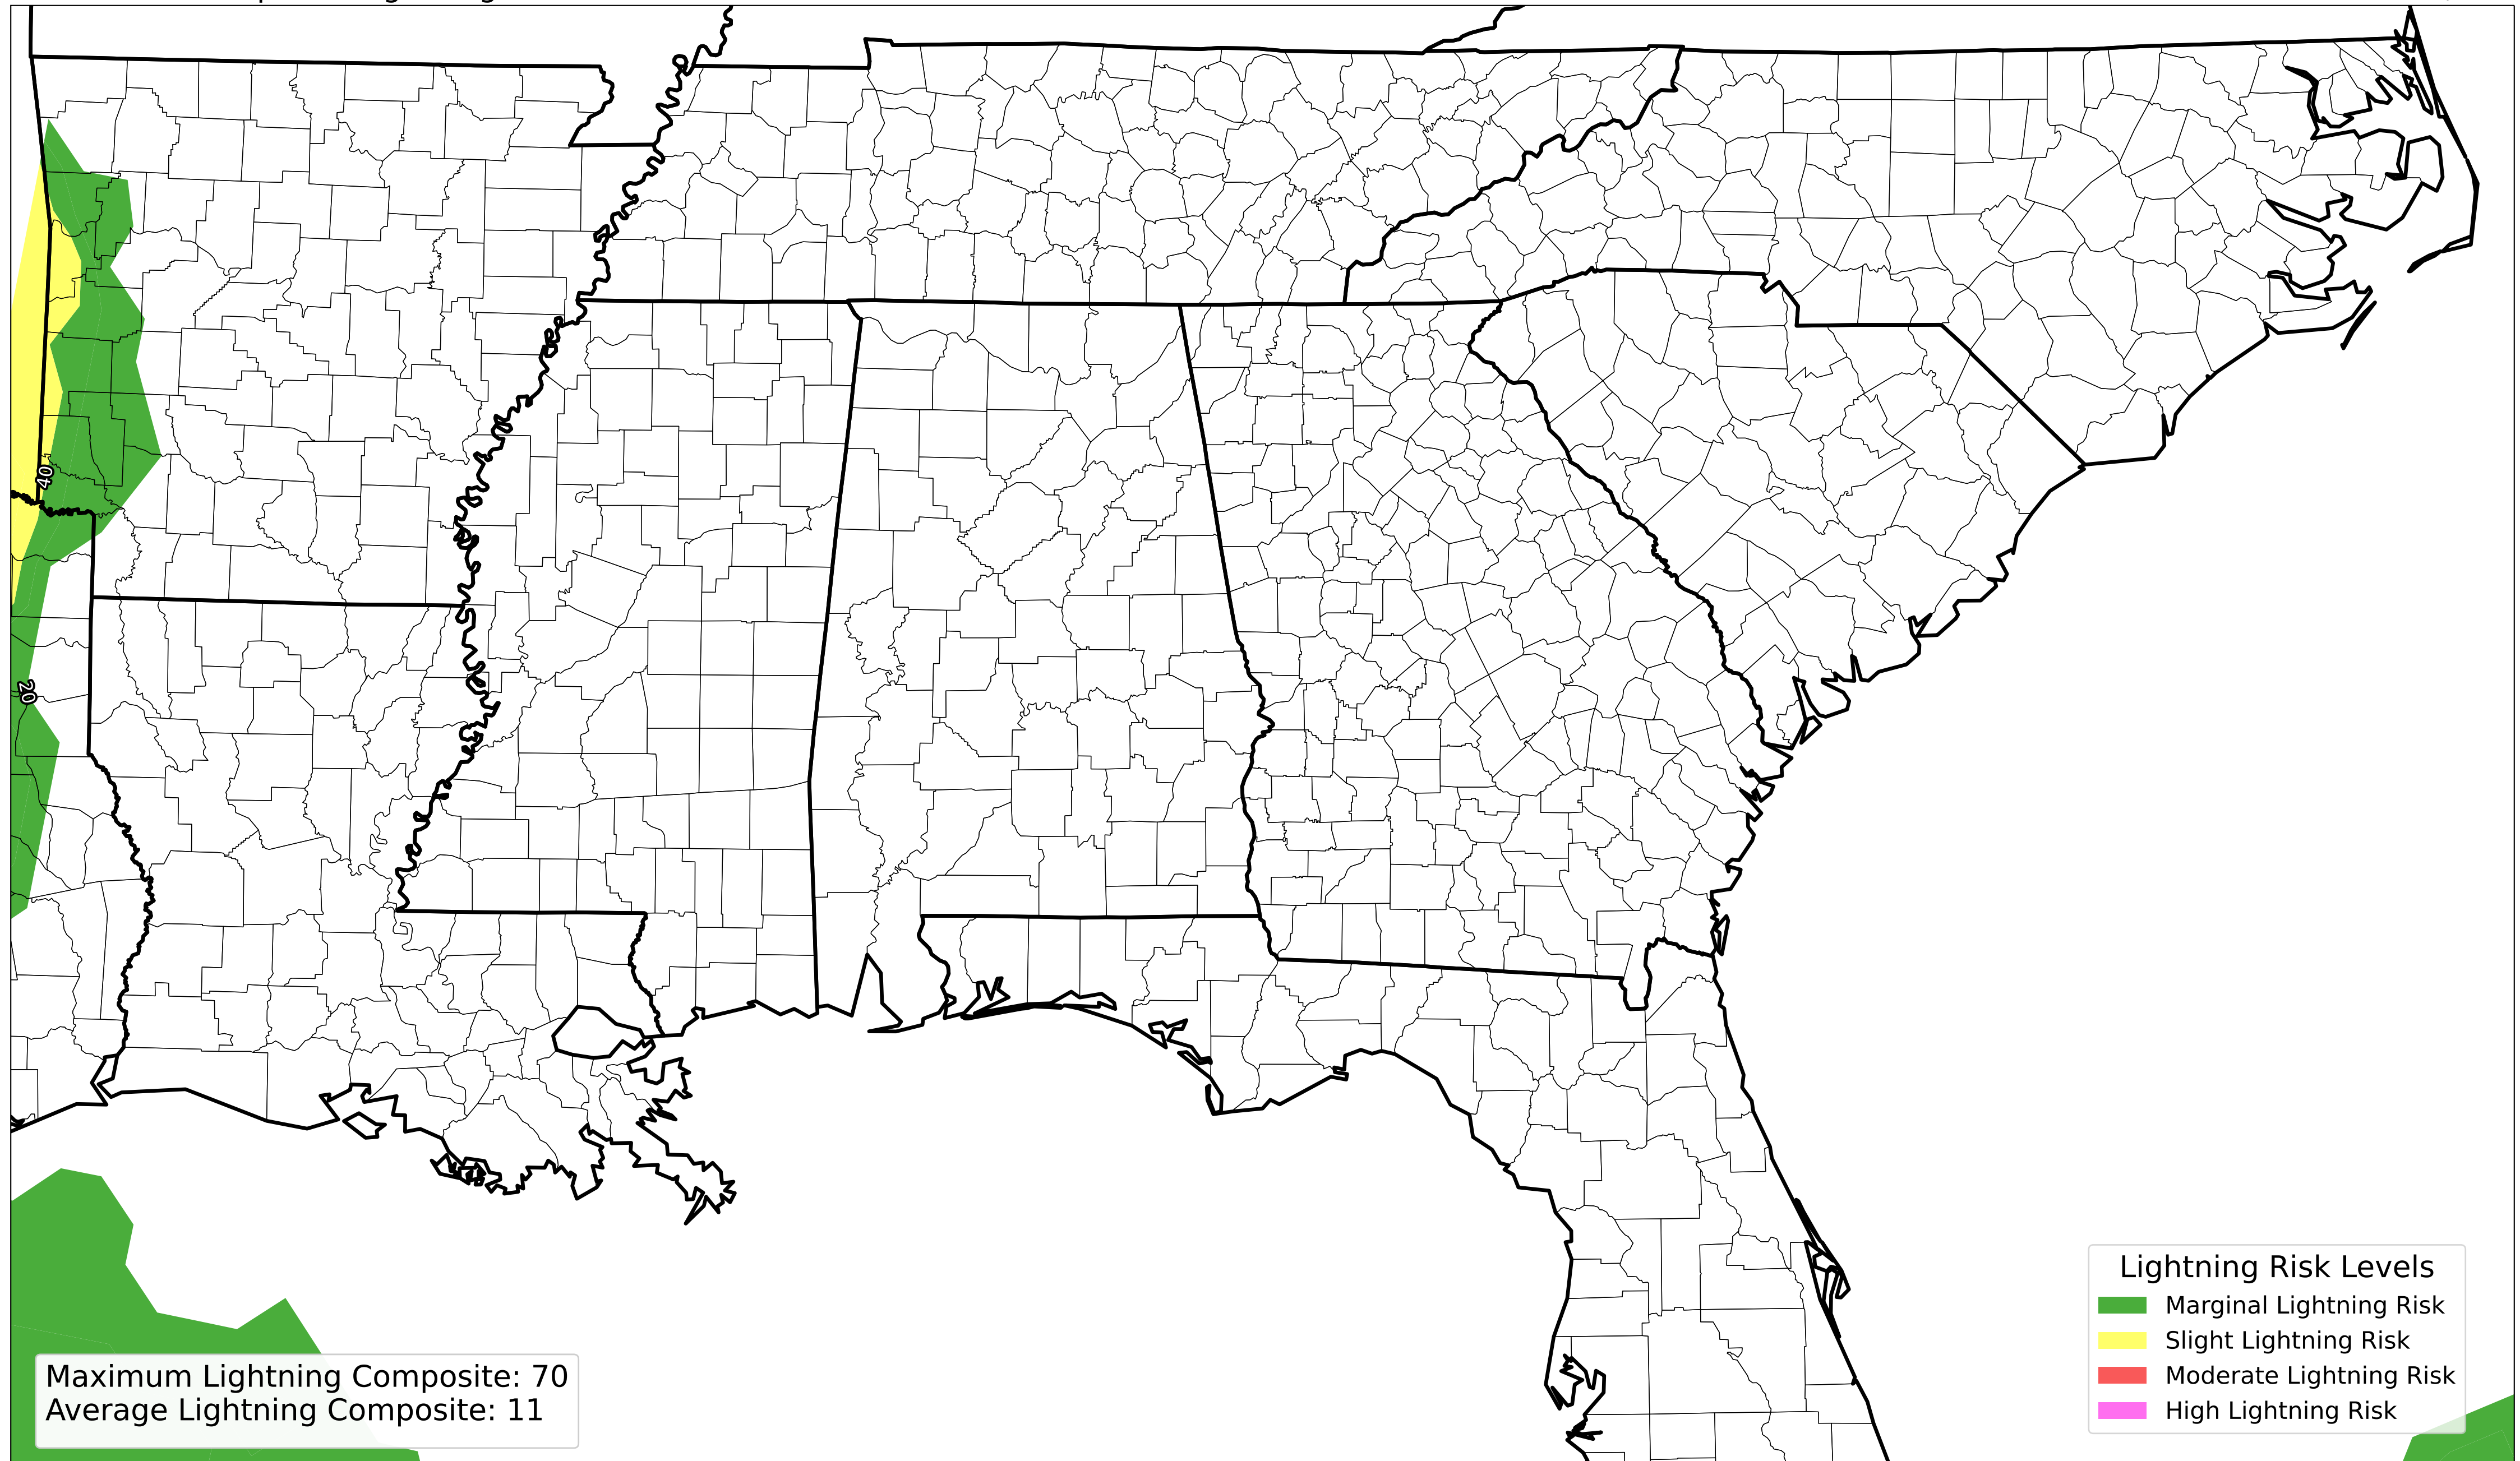 40
20
Maximum Lightning Composite: 70
Average Lightning Composite: 11
Lightning Risk Levels
Marginal Lightning Risk
Slight Lightning Risk
Moderate Lightning Risk
High Lightning Risk